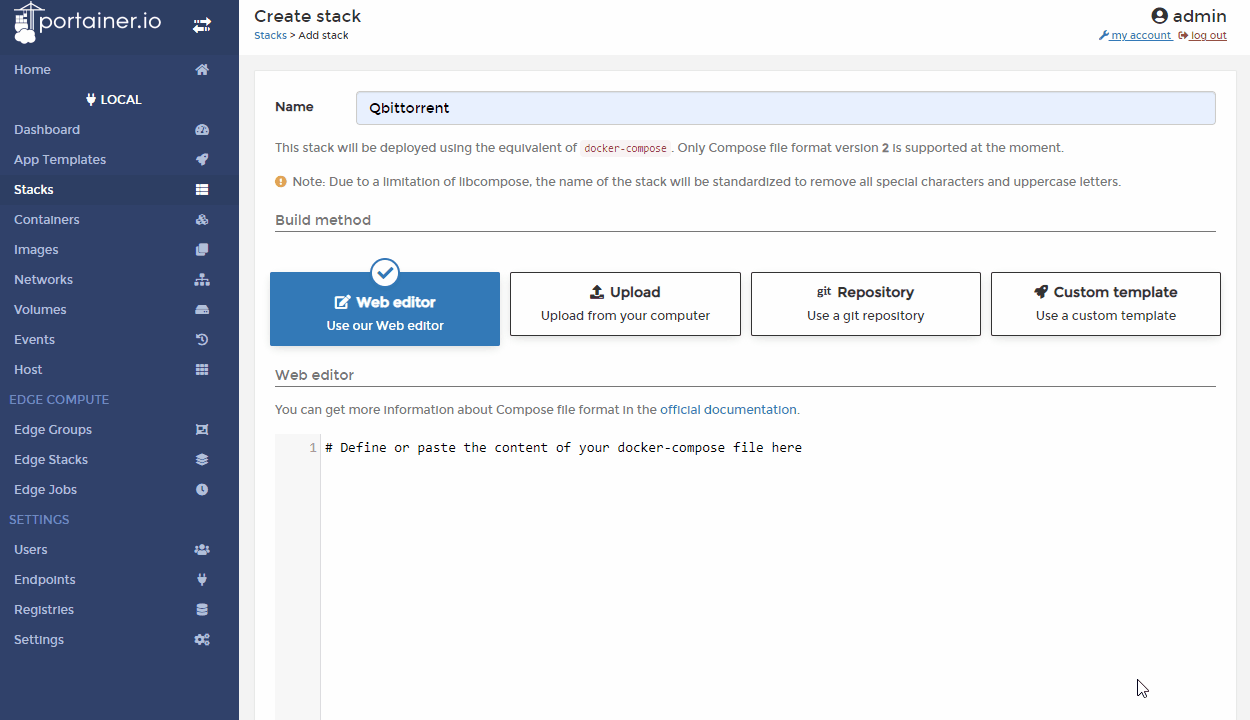 portainer.io
Home
LOCAL
Dashboard
App Templates
Stacks
Containers
Images
Networks
Volumes
Events
Host
EDGE COMPUTE
Edge Groups
Edge Stacks
Edge Jobs
SETTINGS
Users
Endpoints
Registries
Settings
Create stack
Stacks > Add stack
admin
my account log out
Name Qbittorrent
This stack will be deployed using the equivalent of docker-compose . Only Compose file format version 2 is supported at the moment.
Note: Due to a limitation of libcompose, the name of the stack will be standardized to remove all special characters and uppercase letters.
Build method
Web editor
Use our Web editor
Upload
Upload from your computer
git Repository
Use a git repository
Custom template
Use a custom template
Web editor
You can get more information about Compose file format in the official documentation.
1 # Define or paste the content of your docker-compose file here